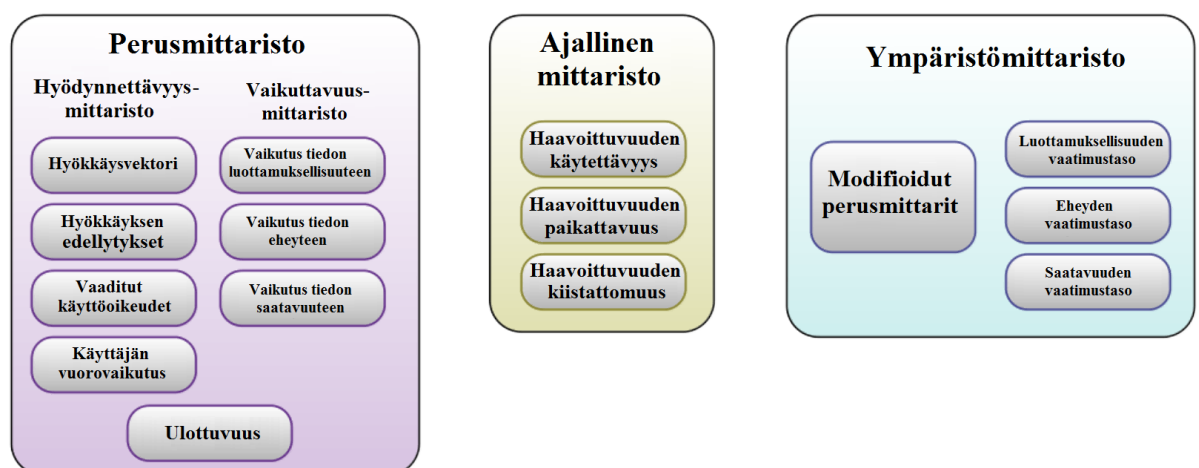 Perusmittaristo
Hyödynnettävyys-
mittaristo
Hyökkäysvektori
Hyökkäyksen
edellytykset
Vaaditut
käyttöoikeudet
Käyttäjän
vuorovaikutus
Vaikuttavuus-
mittaristo
Vaikutus tiedon
luottamuksellisuuteen
Vaikutus tiedon
eheyteen
Vaikutus tiedon
saatavuuteen
Ulottuvuus
Ajallinen
mittaristo
Haavoittuvuuden
käytettävyys
Haavoittuvuuden
paikattavuus
Haavoittuvuuden
kiistattomuus
Ympäristömittaristo
Modifioidut
perusmittarit
Luottamuksellisuuden
vaatimustaso
Eheyden
vaatimustaso
Saatavuuden
vaatimustaso